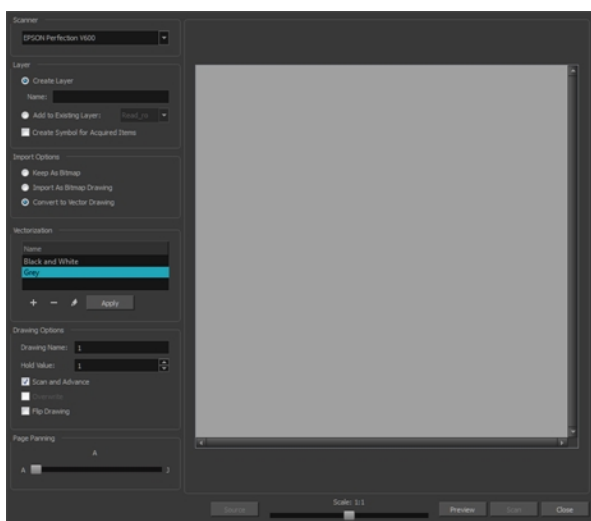 Scanner
EPSON Perfection V600
Layer
Create Layer
Name:
Add to Existing Layer: fixed_rx
Create Symbol for Acquired Items
Import Options
Keep As Bitmap
Import As Bitmap Drawing
Convert to Vector Drawing
Vectorization
Name
Black and White
Grey
+ − Apply
Drawing Options
Drawing Name: 1
Hold Value: 1
Scan and Advance
Overwrite
Flip Drawing
Page Panning
A
A J
Source Scale: 1:1 Preview Scan Close